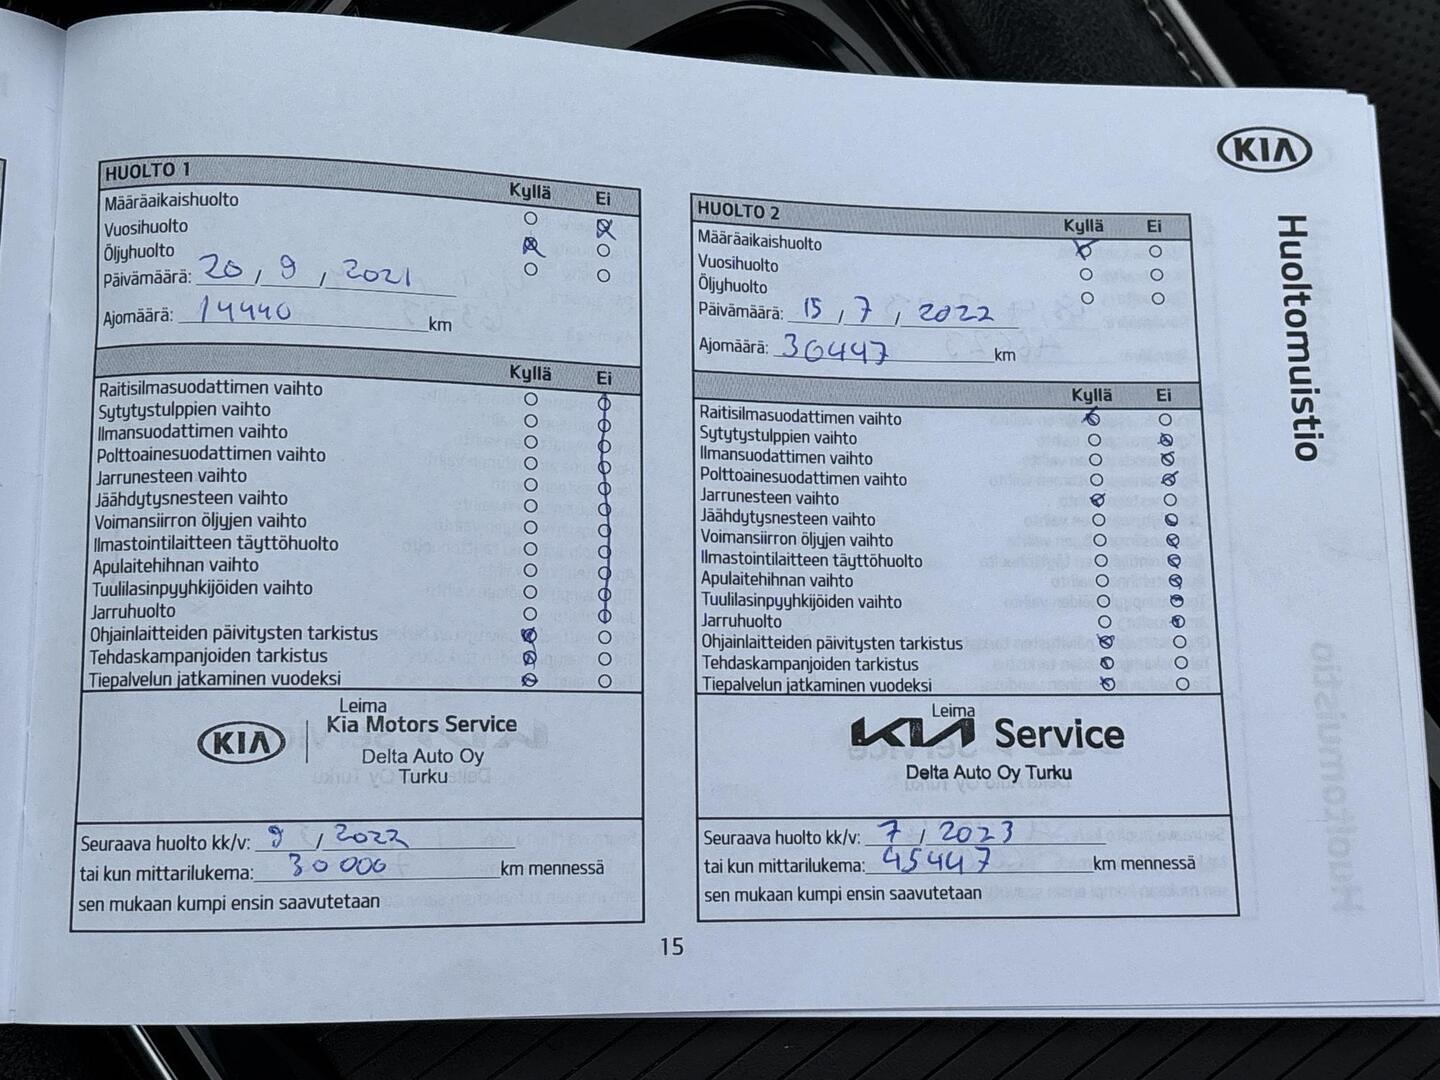 KIA
Huoltomuistio
HUOLTO 1
Kyllä Ei
Määräaikaishuolto
Vuosihuolto
Öljyhuolto
Päivämäärä: 20 , 9 , 2021
Ajomäärä: 14440 km
Kyllä Ei
Raitisilmasuodattimen vaihto
Sytytystulppien vaihto
Ilmansuodattimen vaihto
Polttoainesuodattimen vaihto
Jarrunesteen vaihto
Jäähdytysnesteen vaihto
Voimansiirron öljyjen vaihto
Ilmastointilaitteen täyttöhuolto
Apulaitehihnan vaihto
Tuulilasinpyyhkijöiden vaihto
Jarruhuolto
Ohjainlaitteiden päivitysten tarkistus
Tehdaskampanjoiden tarkistus
Tiepalvelun jatkaminen vuodeksi
Leima
KIA Kia Motors Service
Delta Auto Oy
Turku
Seuraava huolto kk/v: 9 / 2022
tai kun mittarilukema: 30 000 km mennessä
sen mukaan kumpi ensin saavutetaan
HUOLTO 2
Kyllä Ei
Määräaikaishuolto
Vuosihuolto
Öljyhuolto
Päivämäärä: 15 , 7 , 2022
Ajomäärä: 30447 km
Kyllä Ei
Raitisilmasuodattimen vaihto
Sytytystulppien vaihto
Ilmansuodattimen vaihto
Polttoainesuodattimen vaihto
Jarrunesteen vaihto
Jäähdytysnesteen vaihto
Voimansiirron öljyjen vaihto
Ilmastointilaitteen täyttöhuolto
Apulaitehihnan vaihto
Tuulilasinpyyhkijöiden vaihto
Jarruhuolto
Ohjainlaitteiden päivitysten tarkistus
Tehdaskampanjoiden tarkistus
Tiepalvelun jatkaminen vuodeksi
Leima
KIA Service
Delta Auto Oy Turku
Seuraava huolto kk/v: 7 / 2023
tai kun mittarilukema: 45447 km mennessä
sen mukaan kumpi ensin saavutetaan
15